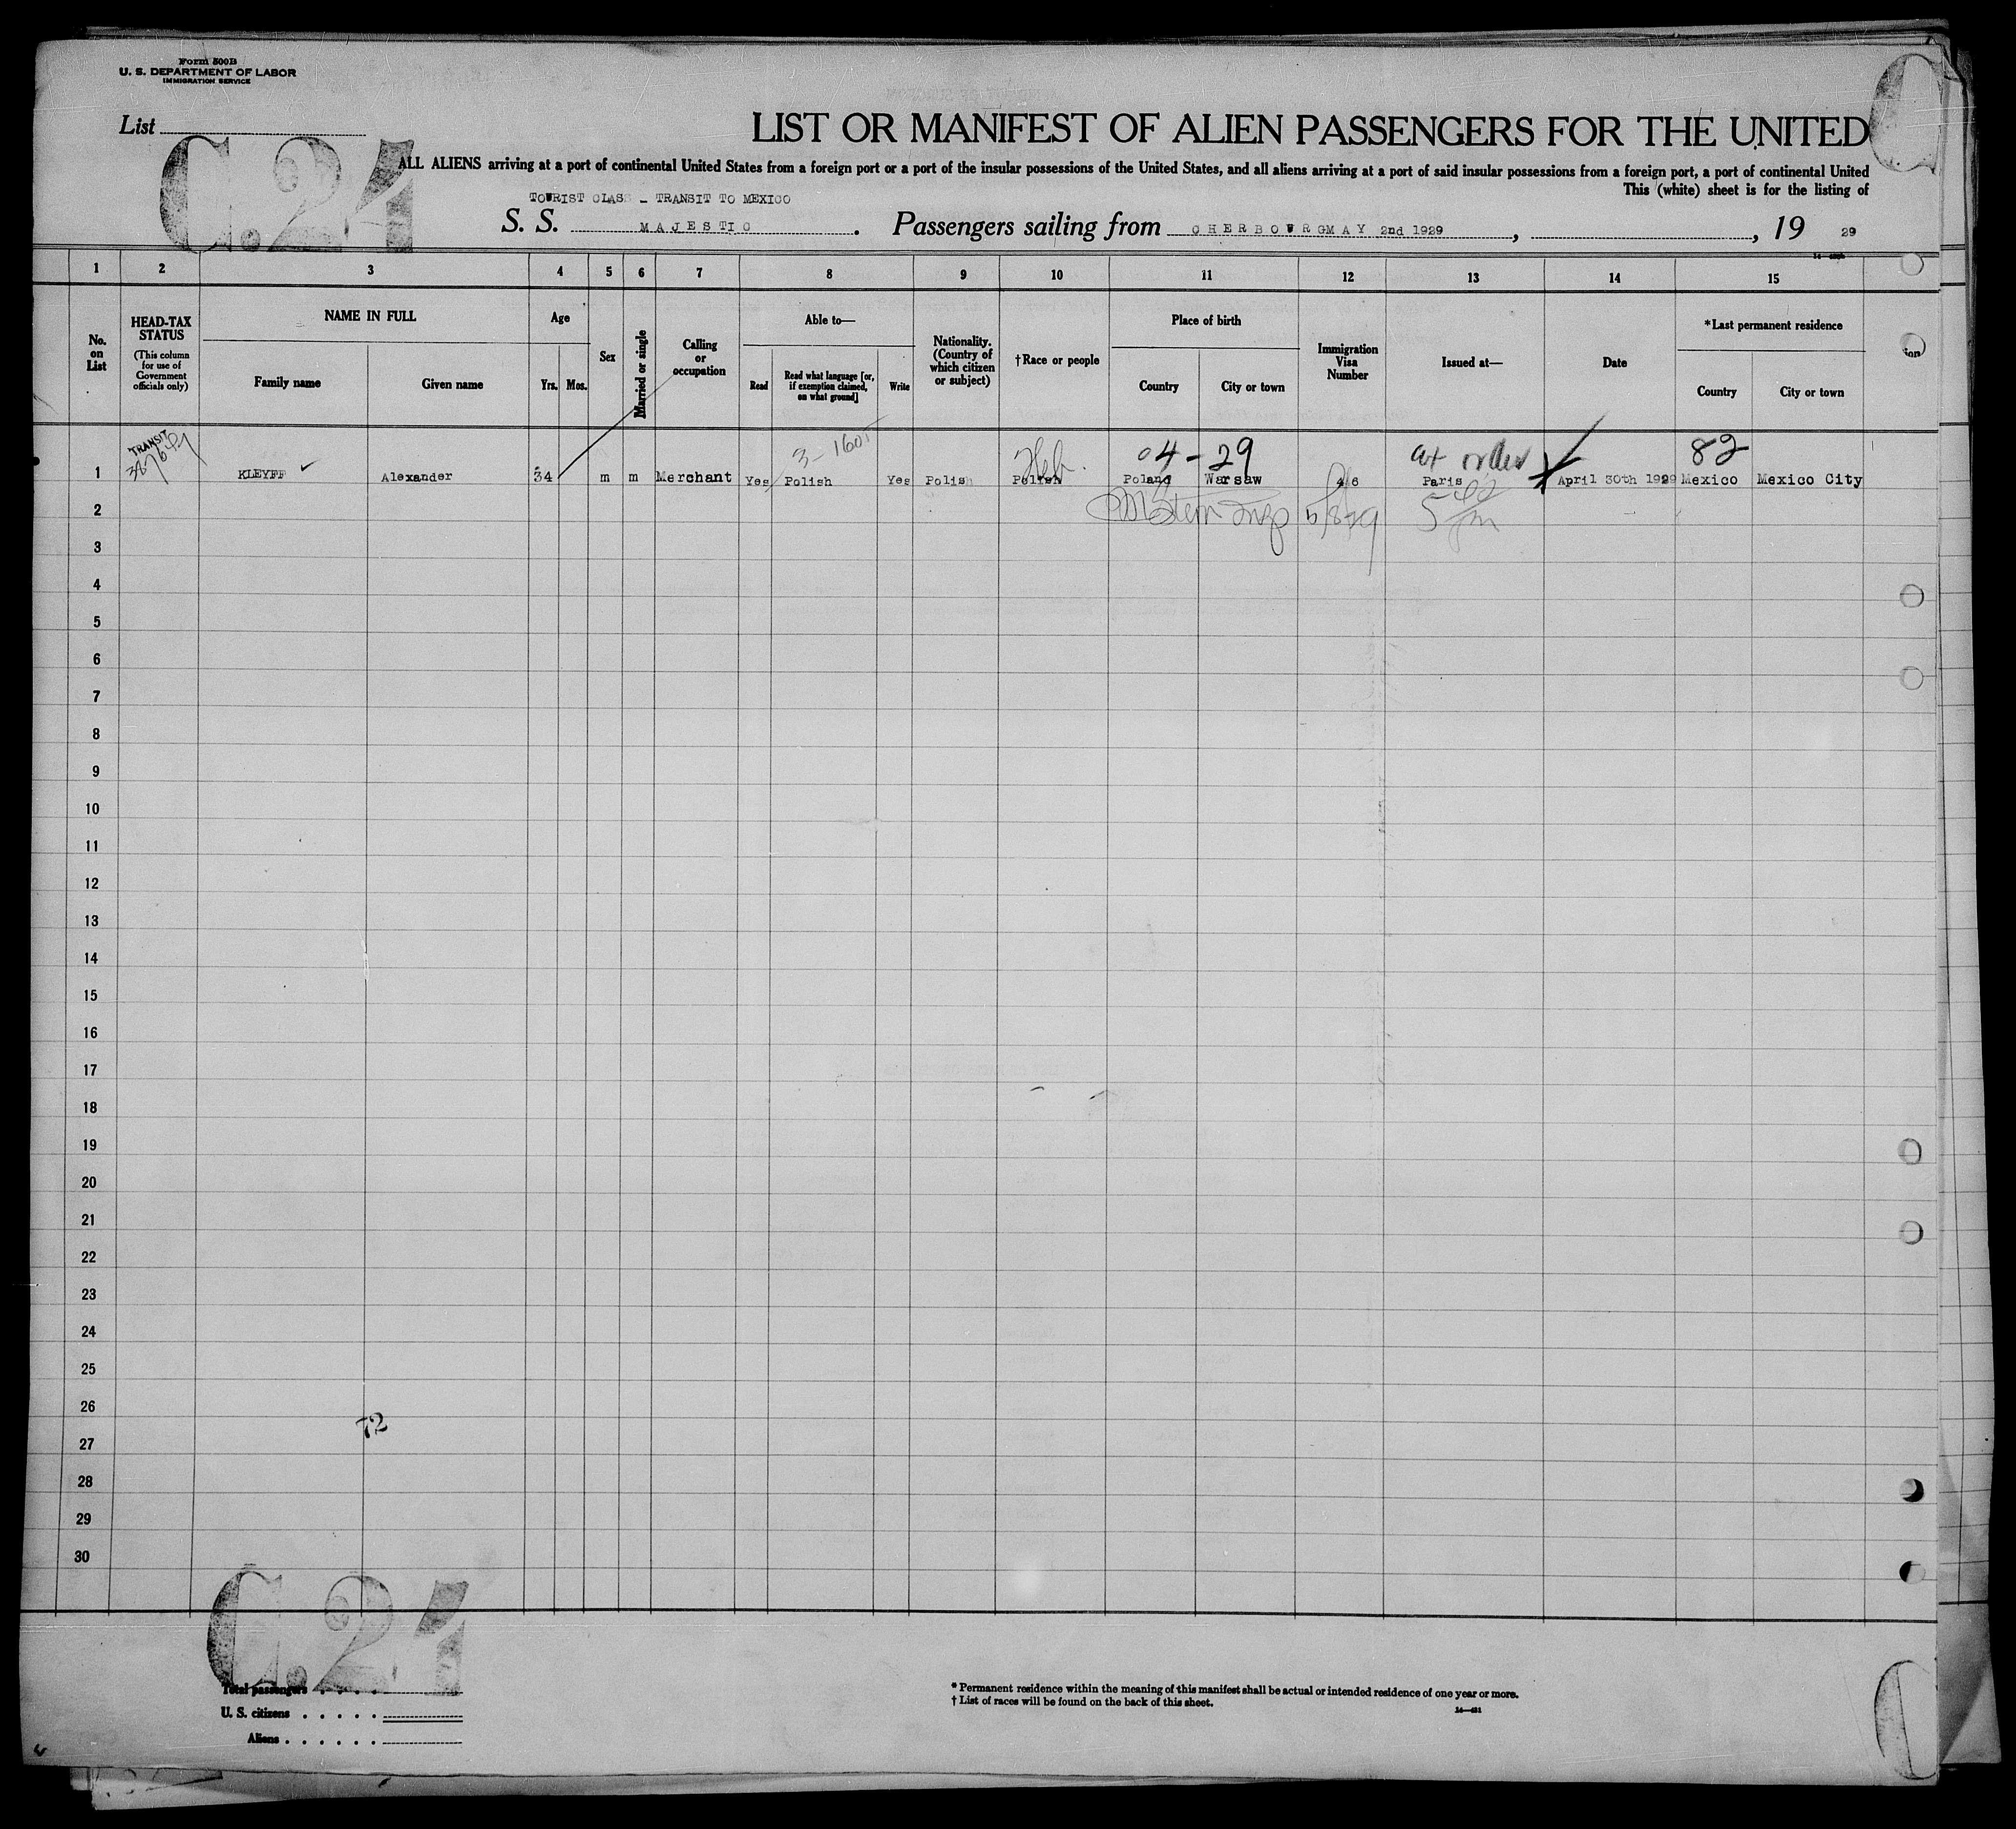 Form 500B
U. S. DEPARTMENT OF LABOR
IMMIGRATION SERVICE
List
C.24
LIST OR MANIFEST OF ALIEN PASSENGERS FOR THE UNITED
ALL ALIENS arriving at a port of continental United States from a foreign port or a port of the insular possessions of the United States, and all aliens arriving at a port of said insular possessions from a foreign port, a port of continental United
This (white) sheet is for the listing of
TOURIST CLASS - TRANSIT TO MEXICO
S. S. MAJESTIC. Passengers sailing from CHERBOURG MAY 2nd 1929, , 19 29
1 2 3 4 5 6 7 8 9 10 11 12 13 14 15
No. on List
HEAD-TAX STATUS
(This column for use of Government officials only)
NAME IN FULL
Family name Given name
Age
Yrs. Mos.
Sex
Married or single
Calling or occupation
Able to—
Read
Read what language [or, if exemption claimed, on what ground]
Write
Nationality. (Country of which citizen or subject)
†Race or people
Place of birth
Country City or town
Immigration Visa Number
Issued at—
Date
*Last permanent residence
Country City or town
TRANSIT
3-1605 Heb. 04-29 82
1 KLEYFF ✓ Alexander 34 m m Merchant Yes Polish Yes Polish Polish Poland Warsaw Paris April 30th 1929 Mexico Mexico City
2 Stern Insp 5/8/29
3
4
5
6
7
8
9
10
11
12
13
14
15
16
17
18
19
20
21
22
23
24
25
26
72
27
28
29
30
C.24
Total passengers . . . .
U. S. citizens . . . . .
Aliens . . . . . .
* Permanent residence within the meaning of this manifest shall be actual or intended residence of one year or more.
† List of races will be found on the back of this sheet.